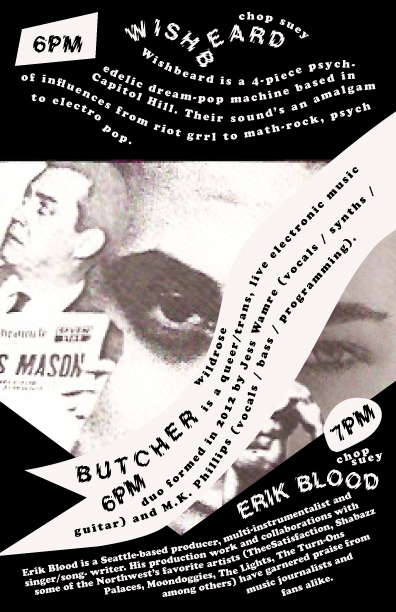 6PM
WISHBEARD
chop suey
Wishbeard is a 4-piece psych-
edelic dream-pop machine based in
Capitol Hill. Their sound's an amalgam
of influences from riot grrl to math-rock, psych
to electro pop.
chronicle
SEVEN
S MASON
BUTCHER
6PM
wildrose
is a queer/trans, live electronic music
duo formed in 2012 by Jess Wamre (vocals / synths /
guitar) and M.K. Phillips (vocals / bass / programming).
7PM
chop
suey
ERIK BLOOD
Erik Blood is a Seattle-based producer, multi-instrumentalist and
singer/song- writer. His production work and collaborations with
some of the Northwest's favorite artists (TheeSatisfaction, Shabazz
Palaces, Moondoggies, The Lights, The Turn-Ons
among others) have garnered praise from
music journalists and
fans alike.